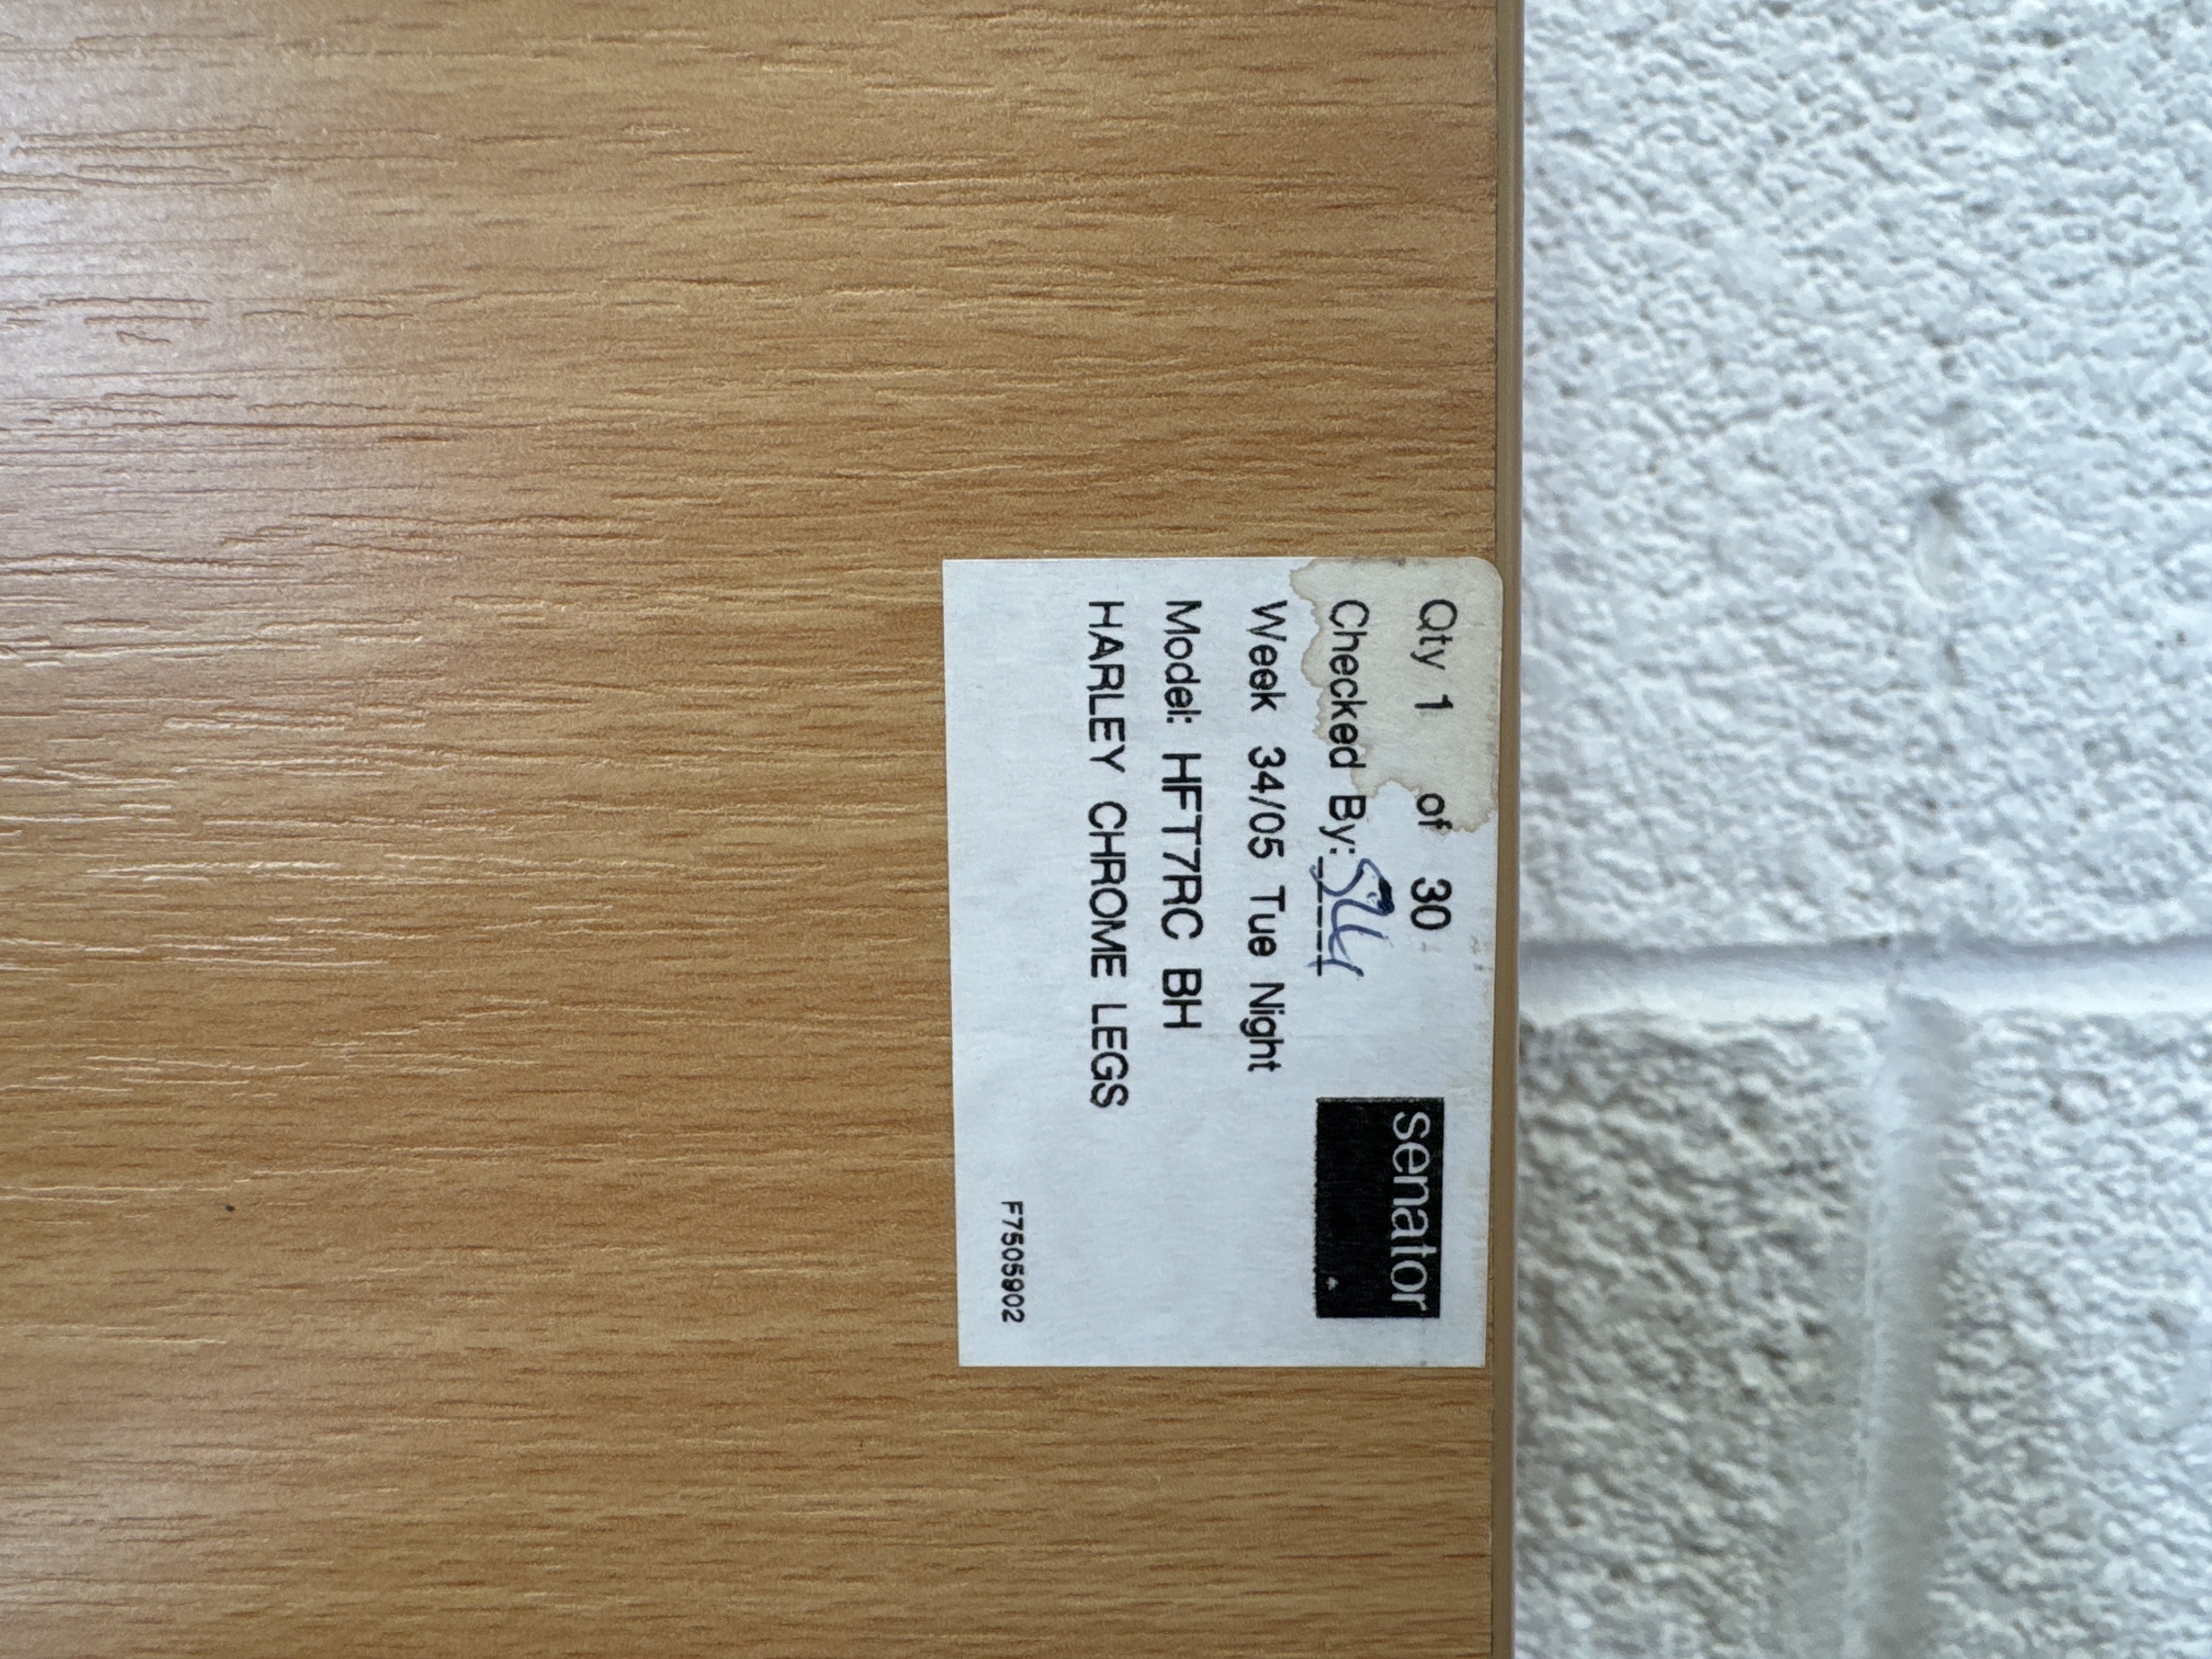 Qty 1 of 30
Checked By:
senator
Week 34/05 Tue Night
Model: HFT7RC BH
HARLEY CHROME LEGS
F7505902